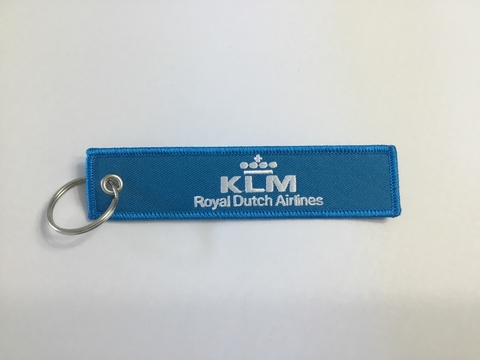 KLM
Royal Dutch Airlines